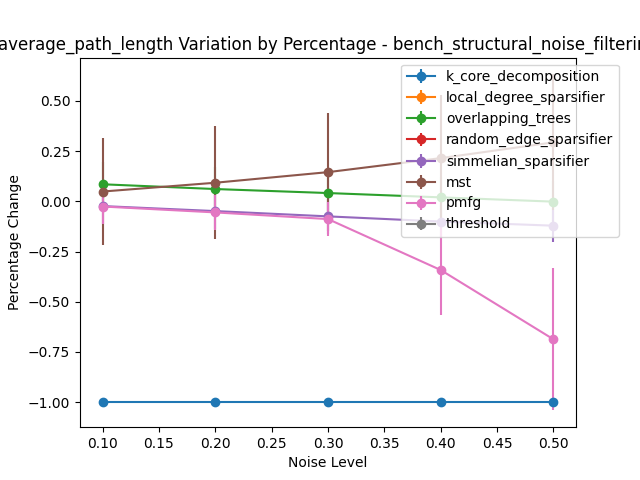 average_path_length Variation by Percentage - bench_structural_noise_filterin
k_core_decomposition
local_degree_sparsifier
overlapping_trees
random_edge_sparsifier
simmelian_sparsifier
mst
pmfg
threshold
Percentage Change
0.50
0.25
0.00
−0.25
−0.50
−0.75
−1.00
0.10 0.15 0.20 0.25 0.30 0.35 0.40 0.45 0.50
Noise Level